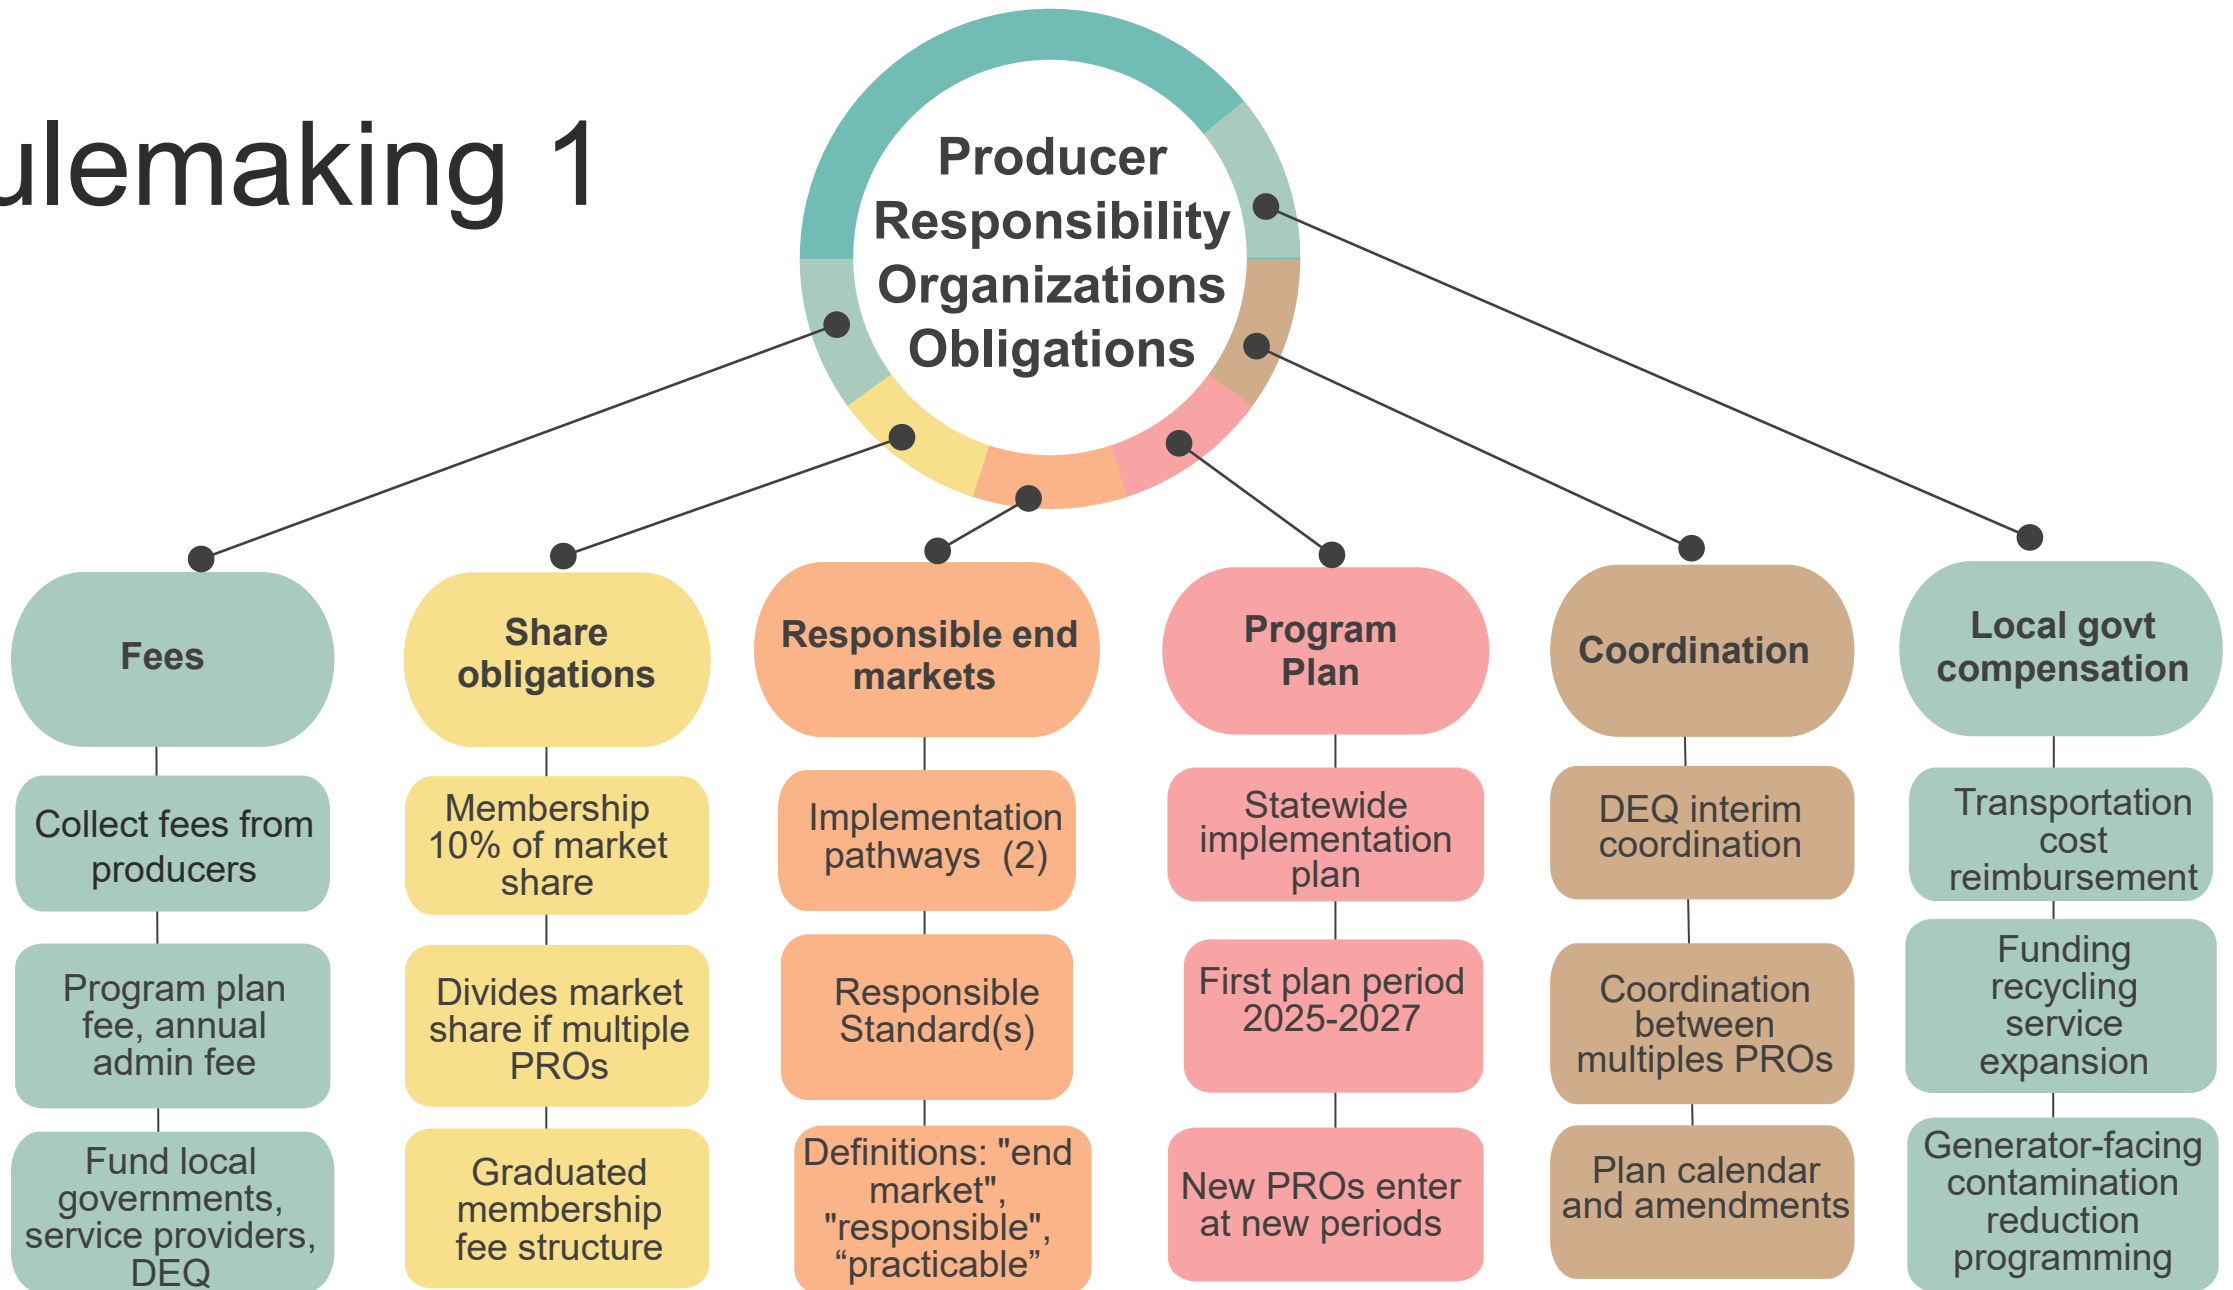 ulemaking 1
Producer
Responsibility
Organizations
Obligations
Fees
Collect fees from
producers
Program plan
fee, annual
admin fee
Fund local
governments,
service providers,
DEQ
Share
obligations
Membership
10% of market
share
Divides market
share if multiple
PROs
Graduated
membership
fee structure
Responsible end
markets
Implementation
pathways (2)
Responsible
Standard(s)
Definitions: "end
market",
"responsible",
“practicable”
Program
Plan
Statewide
implementation
plan
First plan period
2025-2027
New PROs enter
at new periods
Coordination
DEQ interim
coordination
Coordination
between
multiples PROs
Plan calendar
and amendments
Local govt
compensation
Transportation
cost
reimbursement
Funding
recycling
service
expansion
Generator-facing
contamination
reduction
programming